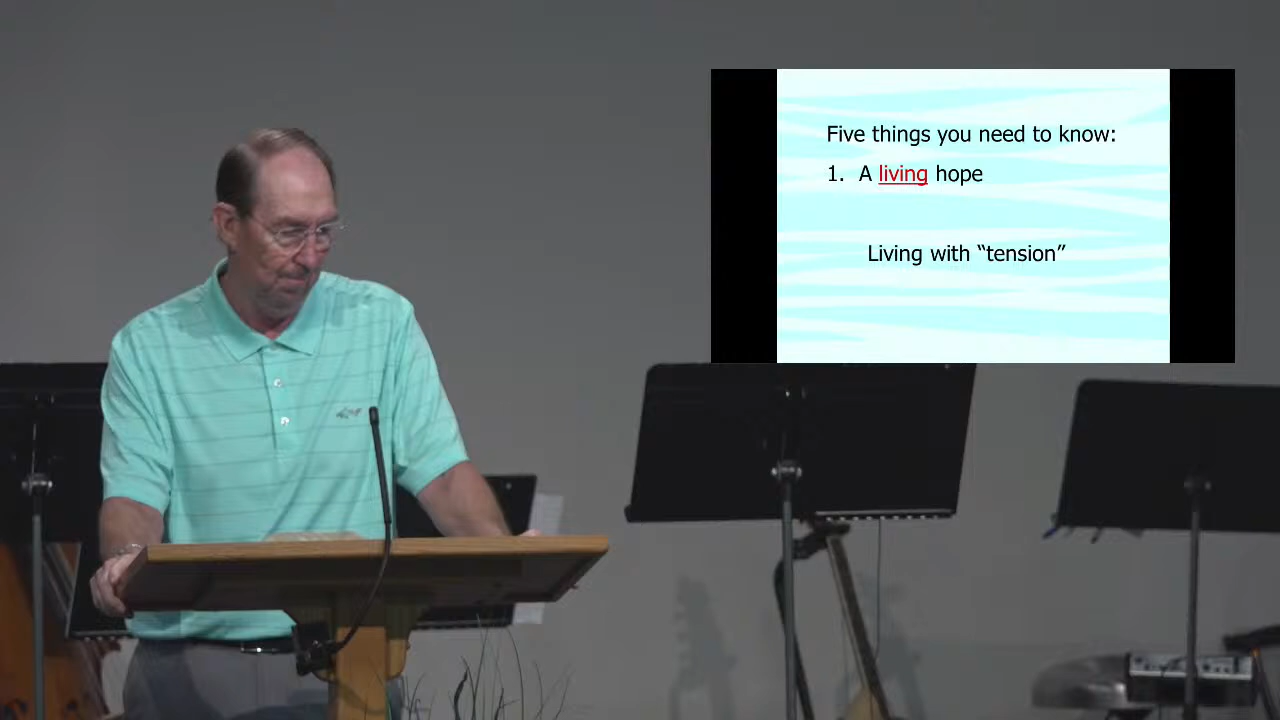 Five things you need to know:
1. A living hope
Living with “tension”